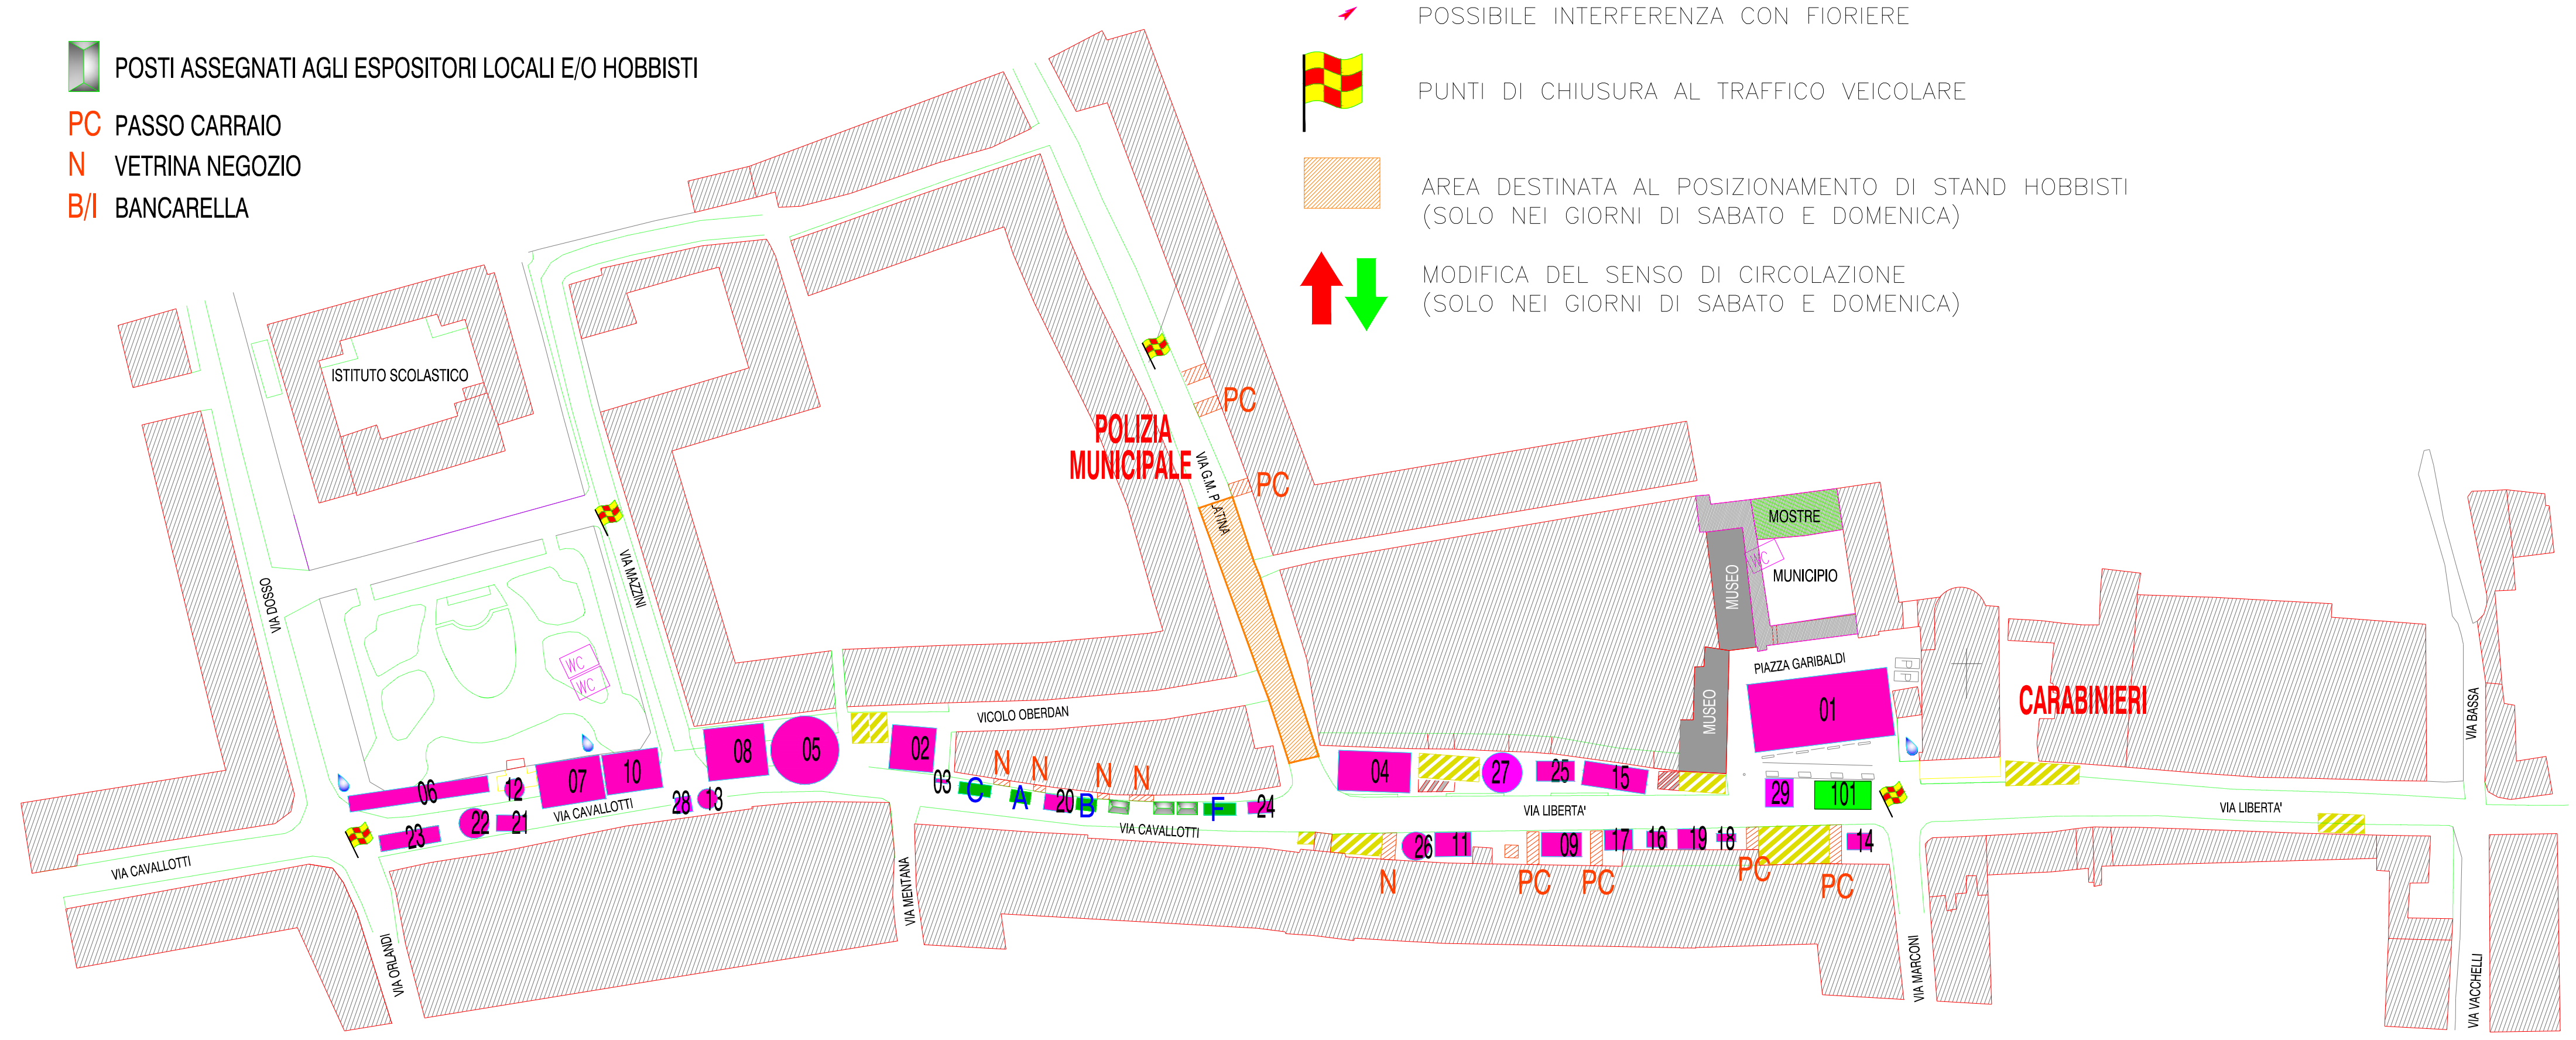 POSSIBILE INTERFERENZA CON FIORIERE
POSTI ASSEGNATI AGLI ESPOSITORI LOCALI E/O HOBBISTI
PUNTI DI CHIUSURA AL TRAFFICO VEICOLARE
PC PASSO CARRAIO
N VETRINA NEGOZIO
B/I BANCARELLA
AREA DESTINATA AL POSIZIONAMENTO DI STAND HOBBISTI
(SOLO NEI GIORNI DI SABATO E DOMENICA)
MODIFICA DEL SENSO DI CIRCOLAZIONE
(SOLO NEI GIORNI DI SABATO E DOMENICA)
ISTITUTO SCOLASTICO
PC
POLIZIA
MUNICIPALE
VIA G.M. PLATINA
PC
MOSTRE
WC
MUNICIPIO
MUSEO
VIA DOSSO
VIA MAZZINI
WC
WC
PIAZZA GARIBALDI
P
P
MUSEO
01
CARABINIERI
VIA BASSA
VICOLO OBERDAN
08
05
02
07
10
06
12
03
C
N
N
A
20
N
B
N
F
24
04
27
25
15
29
101
28
13
23
22
21
VIA CAVALLOTTI
VIA CAVALLOTTI
VIA CAVALLOTTI
VIA LIBERTA'
VIA LIBERTA'
26
11
09
17
16
19
18
14
N
PC
PC
PC
PC
VIA MENTANA
VIA ORLANDI
VIA MARCONI
VIA VACCHELLI